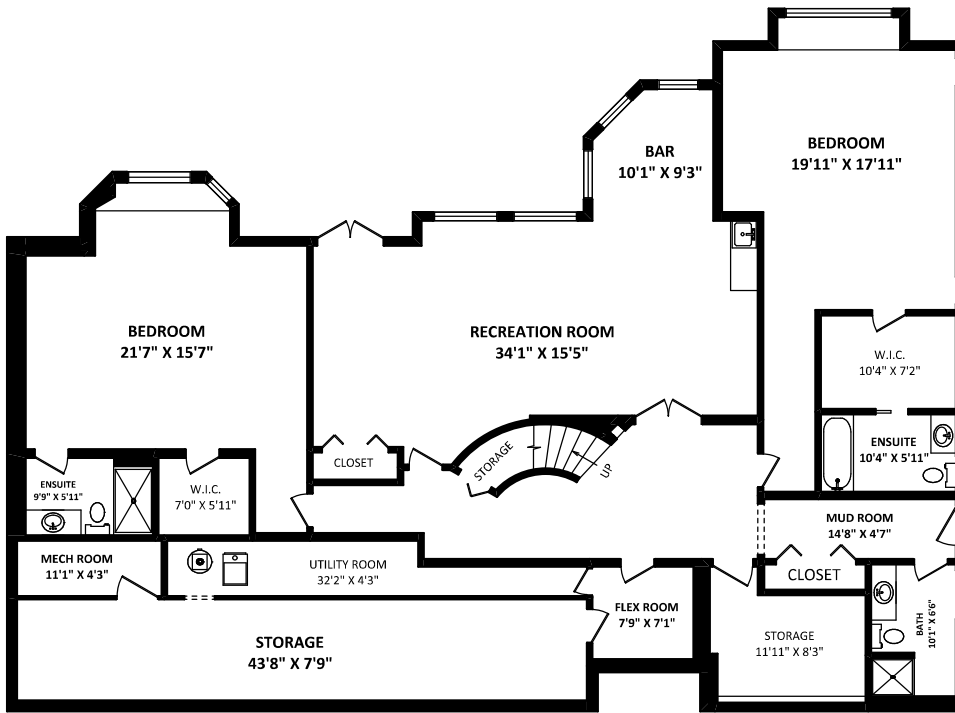 BEDROOM
19'11" X 17'11"
BAR
10'1" X 9'3"
BEDROOM
21'7" X 15'7"
RECREATION ROOM
34'1" X 15'5"
W.I.C.
10'4" X 7'2"
ENSUITE
10'4" X 5'11"
CLOSET
STORAGE
UP
ENSUITE
9'9" X 5'11"
W.I.C.
7'0" X 5'11"
MUD ROOM
14'8" X 4'7"
CLOSET
MECH ROOM
11'1" X 4'3"
UTILITY ROOM
32'2" X 4'3"
FLEX ROOM
7'9" X 7'1"
BATH
10'1" X 6'6"
STORAGE
43'8" X 7'9"
STORAGE
11'11" X 8'3"